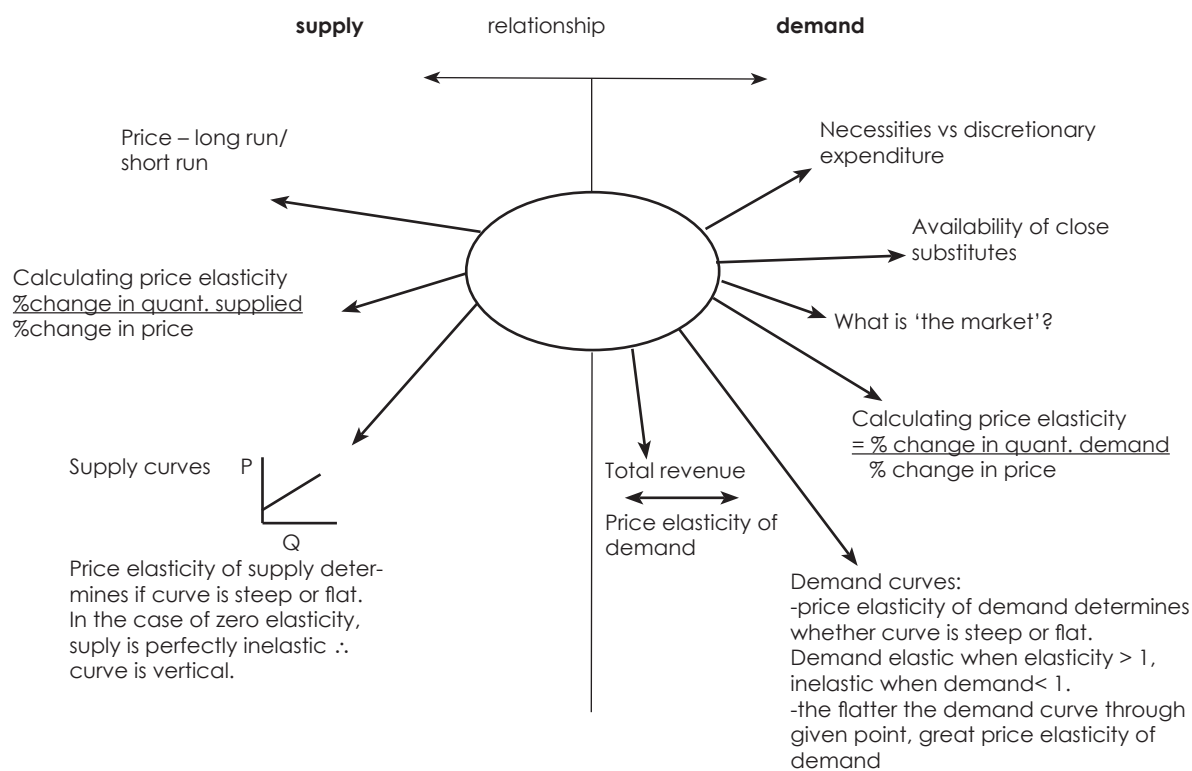 supply relationship demand
Price – long run/
short run
Calculating price elasticity
%change in quant. supplied
%change in price
Supply curves
P
Q
Price elasticity of supply deter-
mines if curve is steep or flat.
In the case of zero elasticity,
suply is perfectly inelastic ∴
curve is vertical.
Necessities vs discretionary
expenditure
Availability of close
substitutes
What is ‘the market’?
Calculating price elasticity
= % change in quant. demand
% change in price
Total revenue
Price elasticity of
demand
Demand curves:
-price elasticity of demand determines
whether curve is steep or flat.
Demand elastic when elasticity > 1,
inelastic when demand< 1.
-the flatter the demand curve through
given point, great price elasticity of
demand